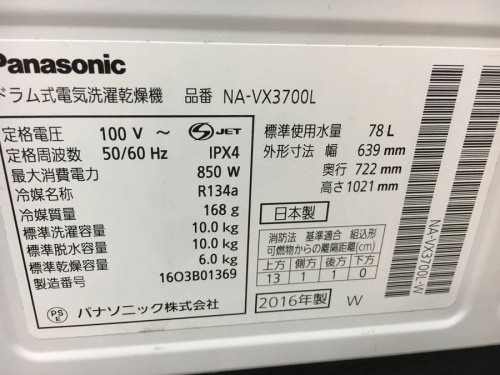 Panasonic
ドラム式電気洗濯乾燥機 品番 NA-VX3700L
定格電圧 100 V ～
定格周波数 50/60 Hz
最大消費電力 850 W
冷媒名称 R134a
冷媒質量 168 g
標準洗濯容量 10.0 kg
標準脱水容量 10.0 kg
標準乾燥容量 6.0 kg
製造番号 16O3B01369
S JET
IPX4
PS E パナソニック株式会社
標準使用水量 78 L
外形寸法 幅 639 mm
奥行 722 mm
高さ 1021 mm
日本製
消防法 基準適合 組込形
可燃物からの離隔距離(cm)
上方 側方 後方 下方
13 1 1 0
2016年製 W
NA-VX3700L-W